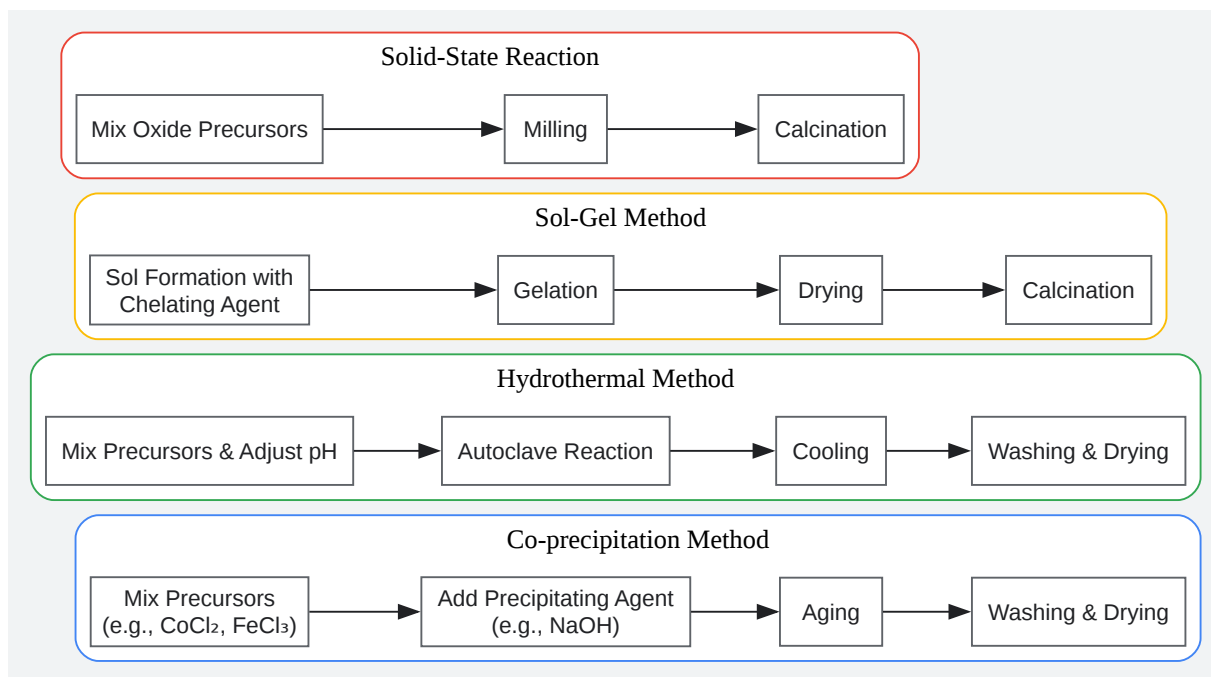 Solid-State Reaction
Mix Oxide Precursors
Milling
Calcination
Sol-Gel Method
Sol Formation with
Chelating Agent
Gelation
Drying
Calcination
Hydrothermal Method
Mix Precursors & Adjust pH
Autoclave Reaction
Cooling
Washing & Drying
Co-precipitation Method
Mix Precursors
(e.g., CoCl₂, FeCl₃)
Add Precipitating Agent
(e.g., NaOH)
Aging
Washing & Drying